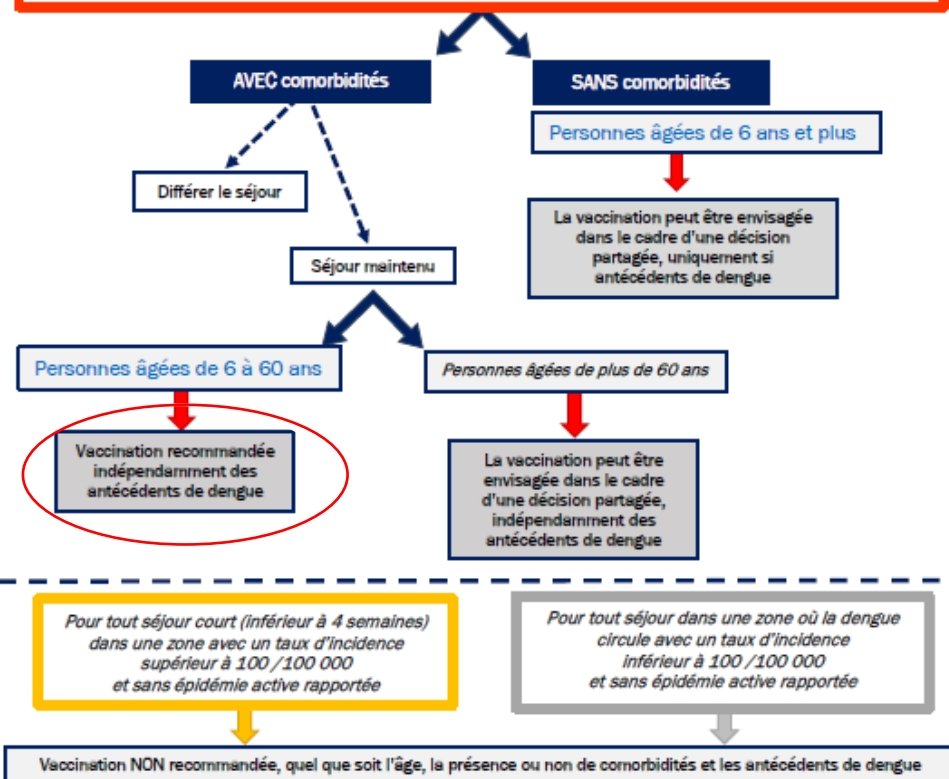 AVEC comorbidités
SANS comorbidités
Personnes âgées de 6 ans et plus
Différer le séjour
La vaccination peut être envisagée
dans le cadre d'une décision
partagée, uniquement si
antécédents de dengue
Séjour maintenu
Personnes âgées de 6 à 60 ans
Personnes âgées de plus de 60 ans
Vaccination recommandée
indépendamment des
antécédents de dengue
La vaccination peut être
envisagée dans le cadre
d'une décision partagée,
indépendamment des
antécédents de dengue
Pour tout séjour court (inférieur à 4 semaines)
dans une zone avec un taux d'incidence
supérieur à 100 /100 000
et sans épidémie active rapportée
Pour tout séjour dans une zone où la dengue
circule avec un taux d'incidence
inférieur à 100 /100 000
et sans épidémie active rapportée
Vaccination NON recommandée, quel que soit l'âge, la présence ou non de comorbidités et les antécédents de dengue